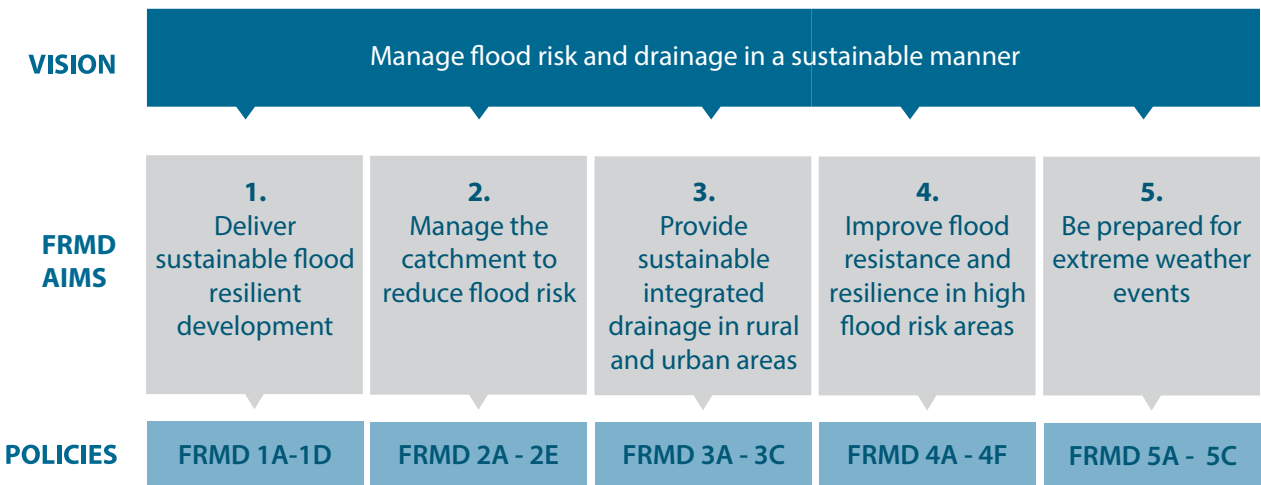 VISION
Manage flood risk and drainage in a sustainable manner
FRMD
AIMS
1.
Deliver
sustainable flood
resilient
development
2.
Manage the
catchment to
reduce flood risk
3.
Provide
sustainable
integrated
drainage in rural
and urban areas
4.
Improve flood
resistance and
resilience in high
flood risk areas
5.
Be prepared for
extreme weather
events
POLICIES
FRMD 1A-1D
FRMD 2A - 2E
FRMD 3A - 3C
FRMD 4A - 4F
FRMD 5A - 5C